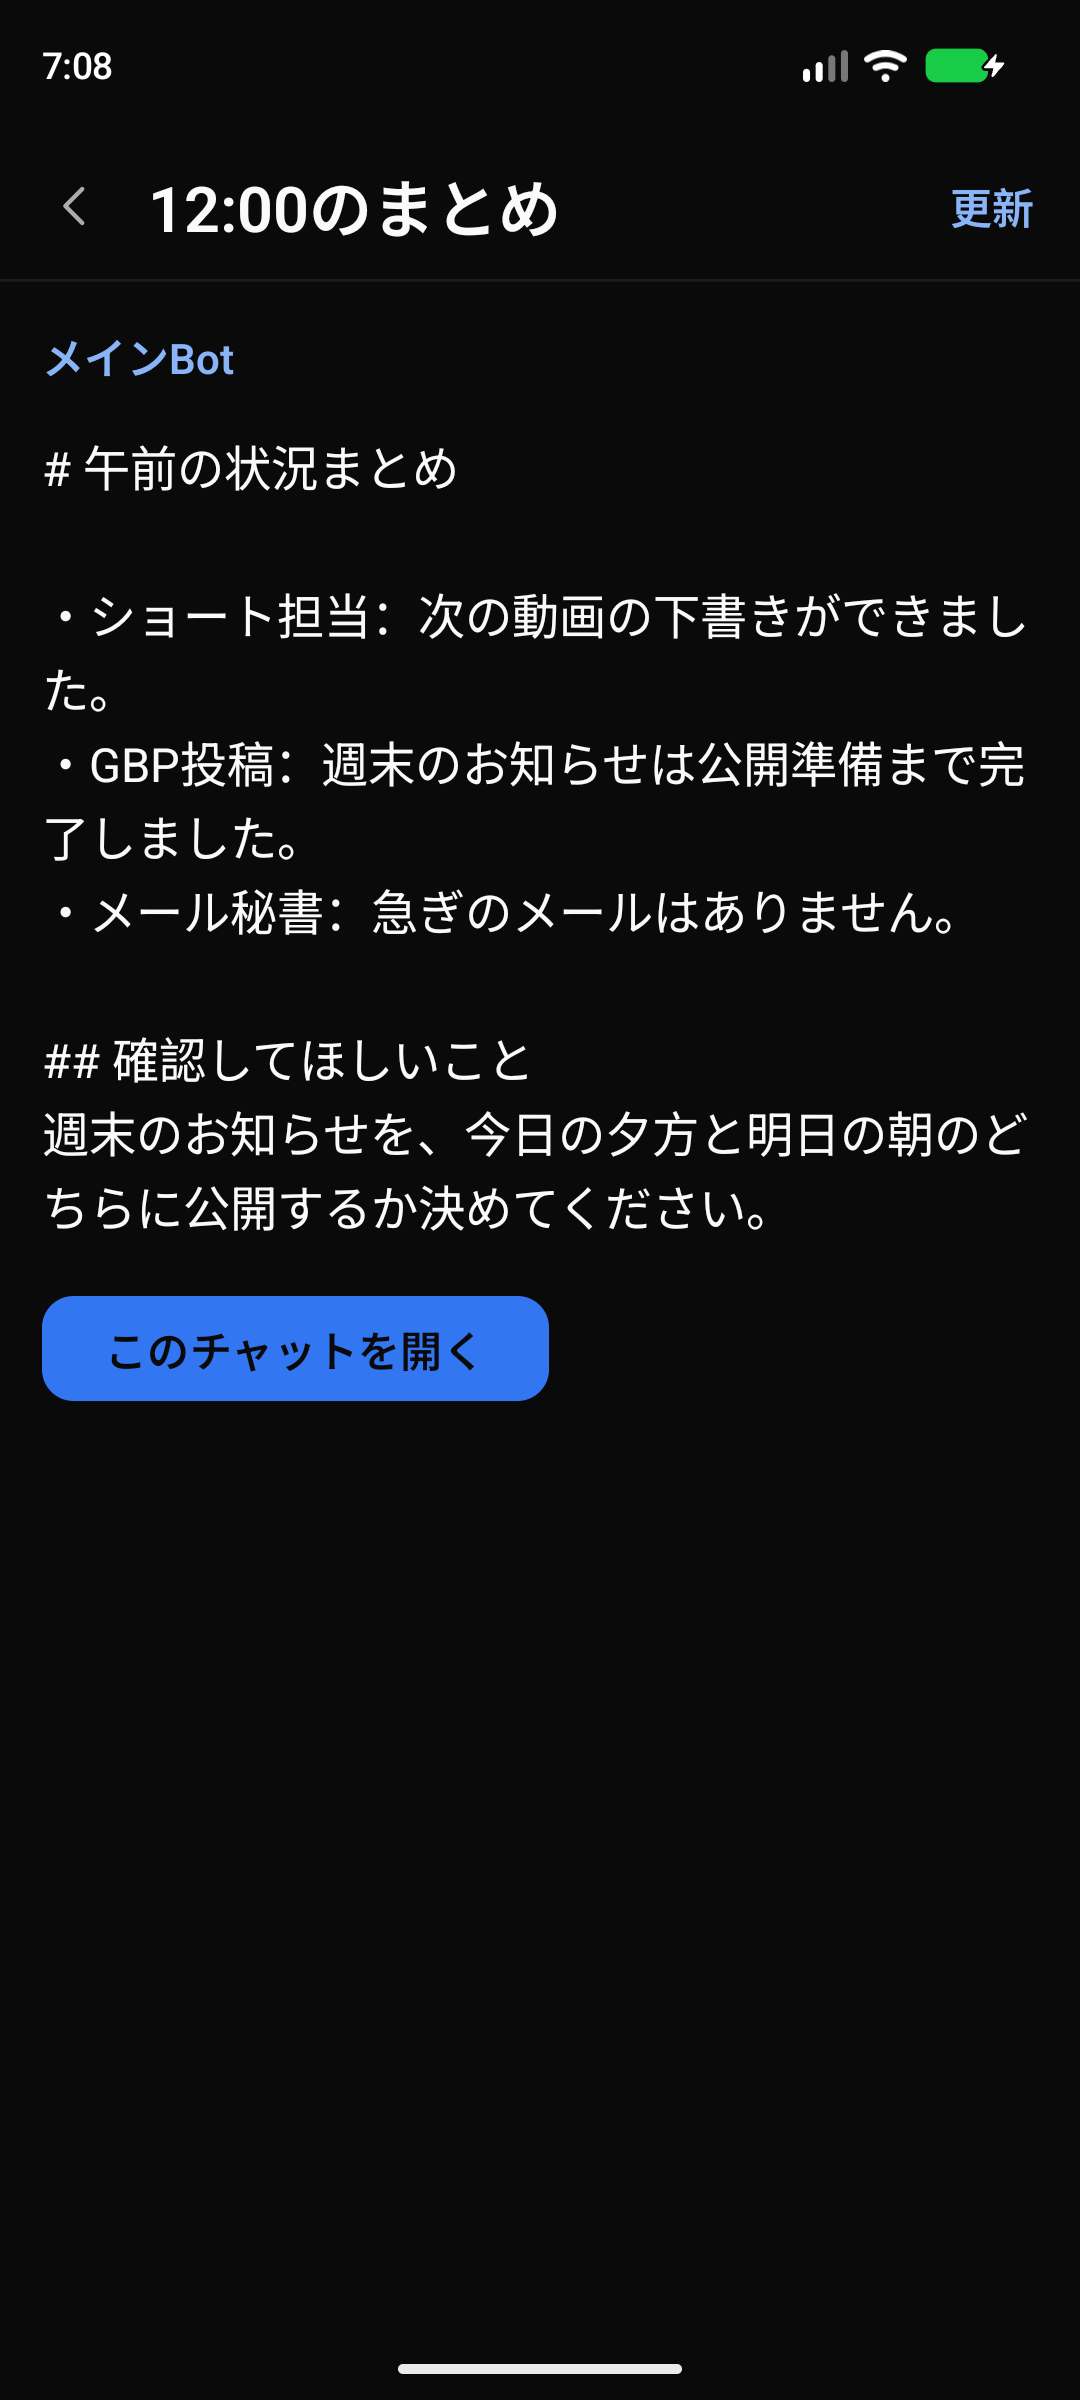 7:08
12:00のまとめ
更新
メインBot
# 午前の状況まとめ
・ショート担当：次の動画の下書きができまし
た。
・GBP投稿：週末のお知らせは公開準備まで完
了しました。
・メール秘書：急ぎのメールはありません。
## 確認してほしいこと
週末のお知らせを、今日の夕方と明日の朝のど
ちらに公開するか決めてください。
このチャットを開く